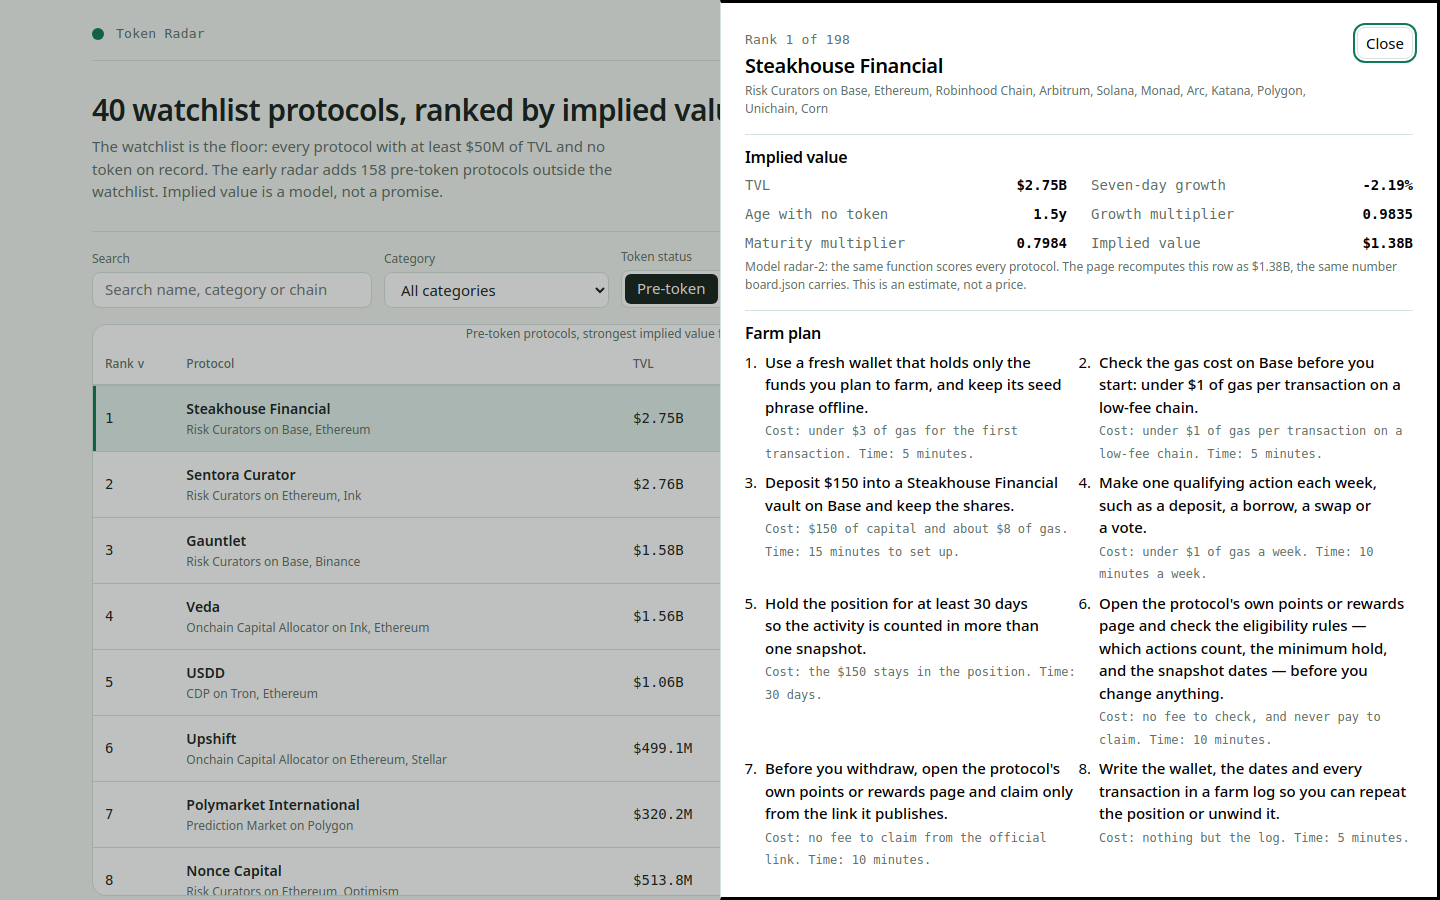 Token Radar
40 watchlist protocols, ranked by implied valu
The watchlist is the floor: every protocol with at least $50M of TVL and no
token on record. The early radar adds 158 pre-token protocols outside the
watchlist. Implied value is a model, not a promise.
Search
Category
Token status
Search name, category or chain
All categories
Pre-token
Pre-token protocols, strongest implied value f
Rank v
Protocol
TVL
1
Steakhouse Financial
Risk Curators on Base, Ethereum
$2.75B
2
Sentora Curator
Risk Curators on Ethereum, Ink
$2.76B
3
Gauntlet
Risk Curators on Base, Binance
$1.58B
4
Veda
Onchain Capital Allocator on Ink, Ethereum
$1.56B
5
USDD
CDP on Tron, Ethereum
$1.06B
6
Upshift
Onchain Capital Allocator on Ethereum, Stellar
$499.1M
7
Polymarket International
Prediction Market on Polygon
$320.2M
8
Nonce Capital
Risk Curators on Ethereum, Optimism
$513.8M
Rank 1 of 198
Close
Steakhouse Financial
Risk Curators on Base, Ethereum, Robinhood Chain, Arbitrum, Solana, Monad, Arc, Katana, Polygon,
Unichain, Corn
Implied value
TVL $2.75B
Seven-day growth -2.19%
Age with no token 1.5y
Growth multiplier 0.9835
Maturity multiplier 0.7984
Implied value $1.38B
Model radar-2: the same function scores every protocol. The page recomputes this row as $1.38B, the same number
board.json carries. This is an estimate, not a price.
Farm plan
1. Use a fresh wallet that holds only the
funds you plan to farm, and keep its seed
phrase offline.
Cost: under $3 of gas for the first
transaction. Time: 5 minutes.
2. Check the gas cost on Base before you
start: under $1 of gas per transaction on a
low-fee chain.
Cost: under $1 of gas per transaction on a
low-fee chain. Time: 5 minutes.
3. Deposit $150 into a Steakhouse Financial
vault on Base and keep the shares.
Cost: $150 of capital and about $8 of gas.
Time: 15 minutes to set up.
4. Make one qualifying action each week,
such as a deposit, a borrow, a swap or
a vote.
Cost: under $1 of gas a week. Time: 10
minutes a week.
5. Hold the position for at least 30 days
so the activity is counted in more than
one snapshot.
Cost: the $150 stays in the position. Time:
30 days.
6. Open the protocol's own points or rewards
page and check the eligibility rules —
which actions count, the minimum hold,
and the snapshot dates — before you
change anything.
Cost: no fee to check, and never pay to
claim. Time: 10 minutes.
7. Before you withdraw, open the protocol's
own points or rewards page and claim only
from the link it publishes.
Cost: no fee to claim from the official
link. Time: 10 minutes.
8. Write the wallet, the dates and every
transaction in a farm log so you can repeat
the position or unwind it.
Cost: nothing but the log. Time: 5 minutes.